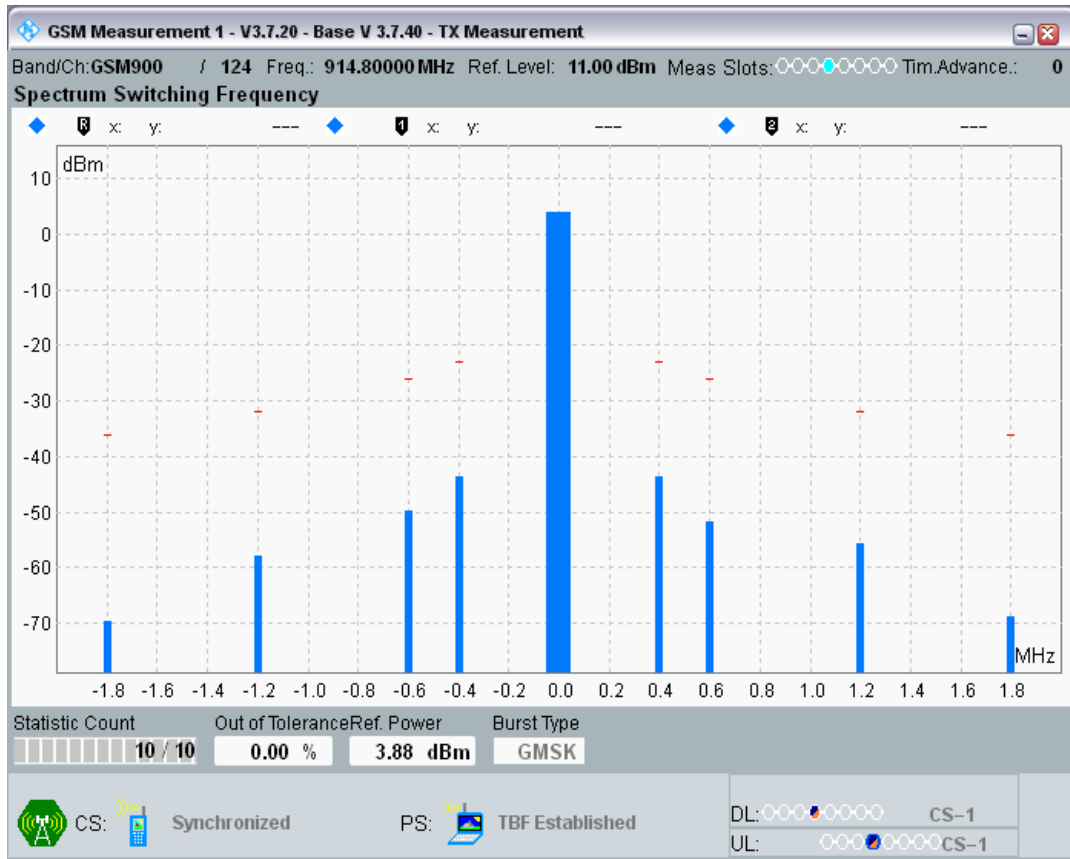 GSM Measurement 1 - V3.7.20 - Base V 3.7.40 - TX Measurement
Band/Ch:GSM900 / 124 Freq.: 914.80000 MHz Ref. Level: 11.00 dBm Meas Slots: Tim.Advance.: 0
Spectrum Switching Frequency
R x: y: --- 1 x: y: --- 2 x: y: ---
dBm
10
0
-10
-20
-30
-40
-50
-60
-70
MHz
-1.8 -1.6 -1.4 -1.2 -1.0 -0.8 -0.6 -0.4 -0.2 0.0 0.2 0.4 0.6 0.8 1.0 1.2 1.4 1.6 1.8
Statistic Count Out of Tolerance Ref. Power Burst Type
10 / 10 0.00 % 3.88 dBm GMSK
CS: Synchronized PS: TBF Established DL: CS-1
UL: CS-1